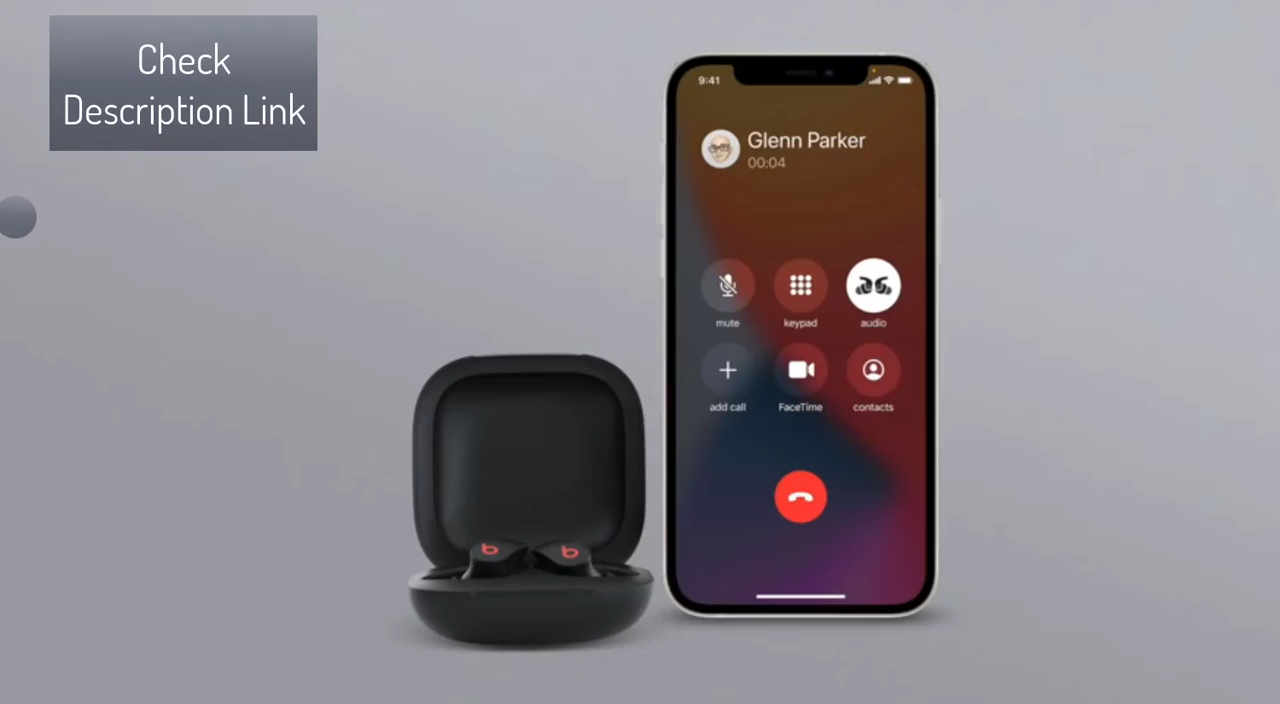 Check
Description Link
9:41
Glenn Parker
00:04
mute
keypad
audio
add call
FaceTime
contacts